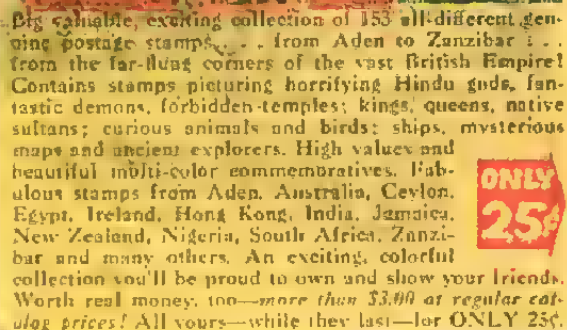 Big valuable, exciting collection of 153 all-different gen-
uine postage stamps. . . from Aden to Zanzibar . . .
from the far-flung corners of the vast British Empire!
Contains stamps picturing horrifying Hindu gods, fan-
tastic demons, forbidden temples; kings, queens, native
sultans; curious animals and birds; ships, mysterious
maps and ancient explorers. High values and
beautiful multi-color commemoratives. Fab-
ulous stamps from Aden, Australia, Ceylon,
Egypt, Ireland, Hong Kong, India, Jamaica,
New Zealand, Nigeria, South Africa, Zanzi-
bar and many others. An exciting, colorful
collection you'll be proud to own and show your friends.
Worth real money, too—more than $3.00 at regular cat-
alog prices! All yours—while they last—for ONLY 25¢.
ONLY
25¢